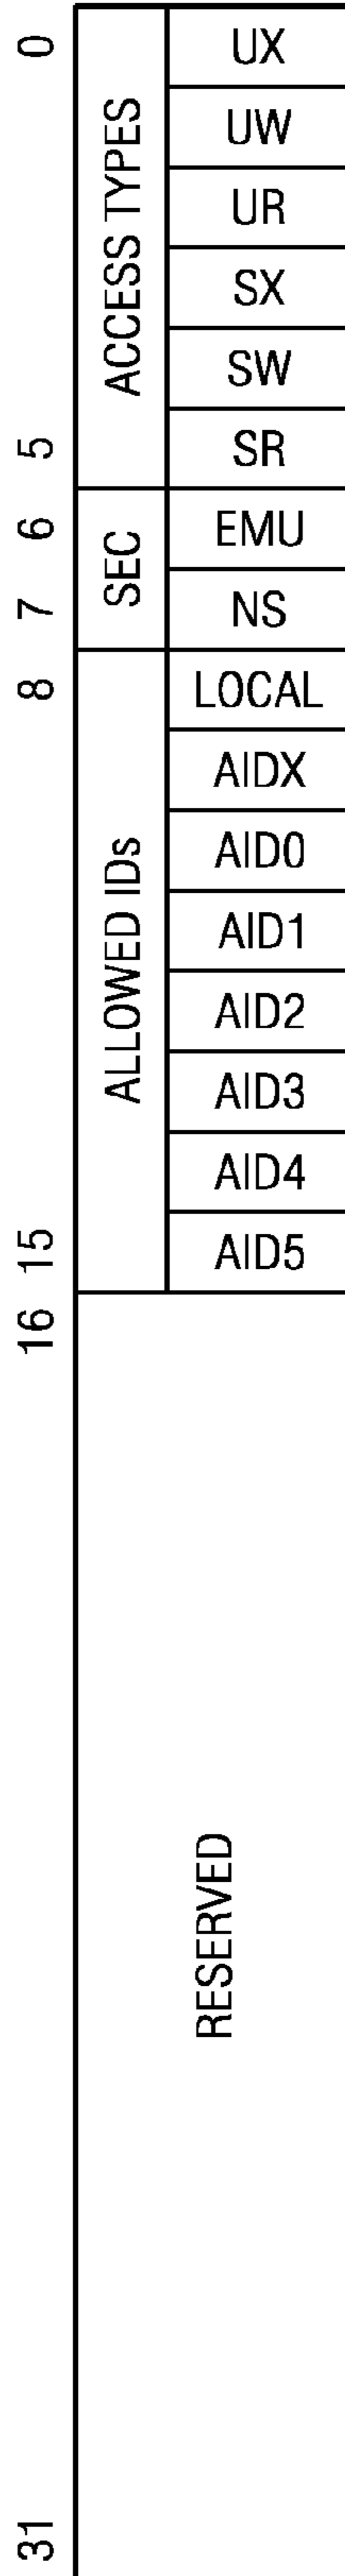 0
5
6
7
8
15
16
31
ACCESS TYPES
SEC
ALLOWED IDs
UX
UW
UR
SX
SW
SR
EMU
NS
LOCAL
AIDX
AID0
AID1
AID2
AID3
AID4
AID5
RESERVED